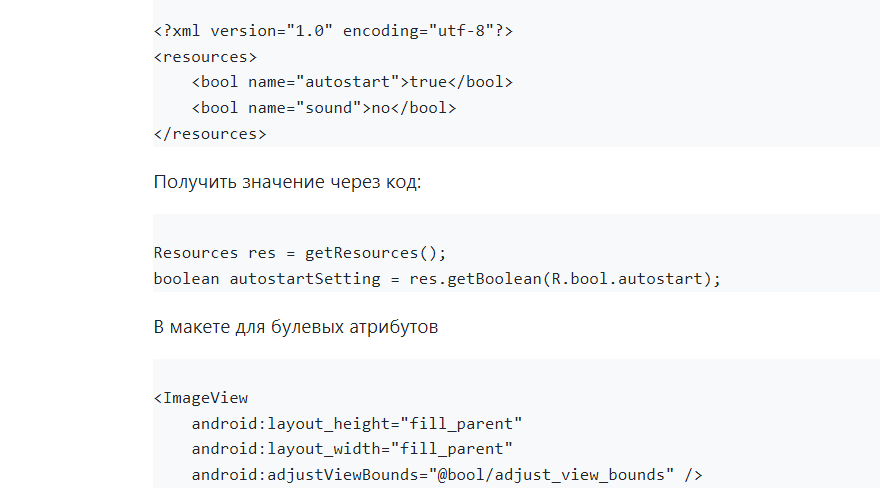 <?xml version="1.0" encoding="utf-8"?>
<resources>
    <bool name="autostart">true</bool>
    <bool name="sound">no</bool>
</resources>
Получить значение через код:
Resources res = getResources();
boolean autostartSetting = res.getBoolean(R.bool.autostart);
В макете для булевых атрибутов
<ImageView
    android:layout_height="fill_parent"
    android:layout_width="fill_parent"
    android:adjustViewBounds="@bool/adjust_view_bounds" />